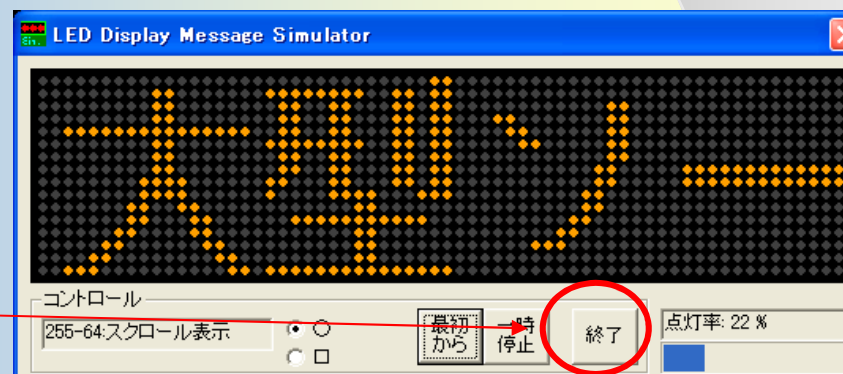 LED Display Message Simulator
大型ソー
コントロール
255-64:スクロール表示
○
□
最初
から
一時
停止
終了
点灯率: 22 %